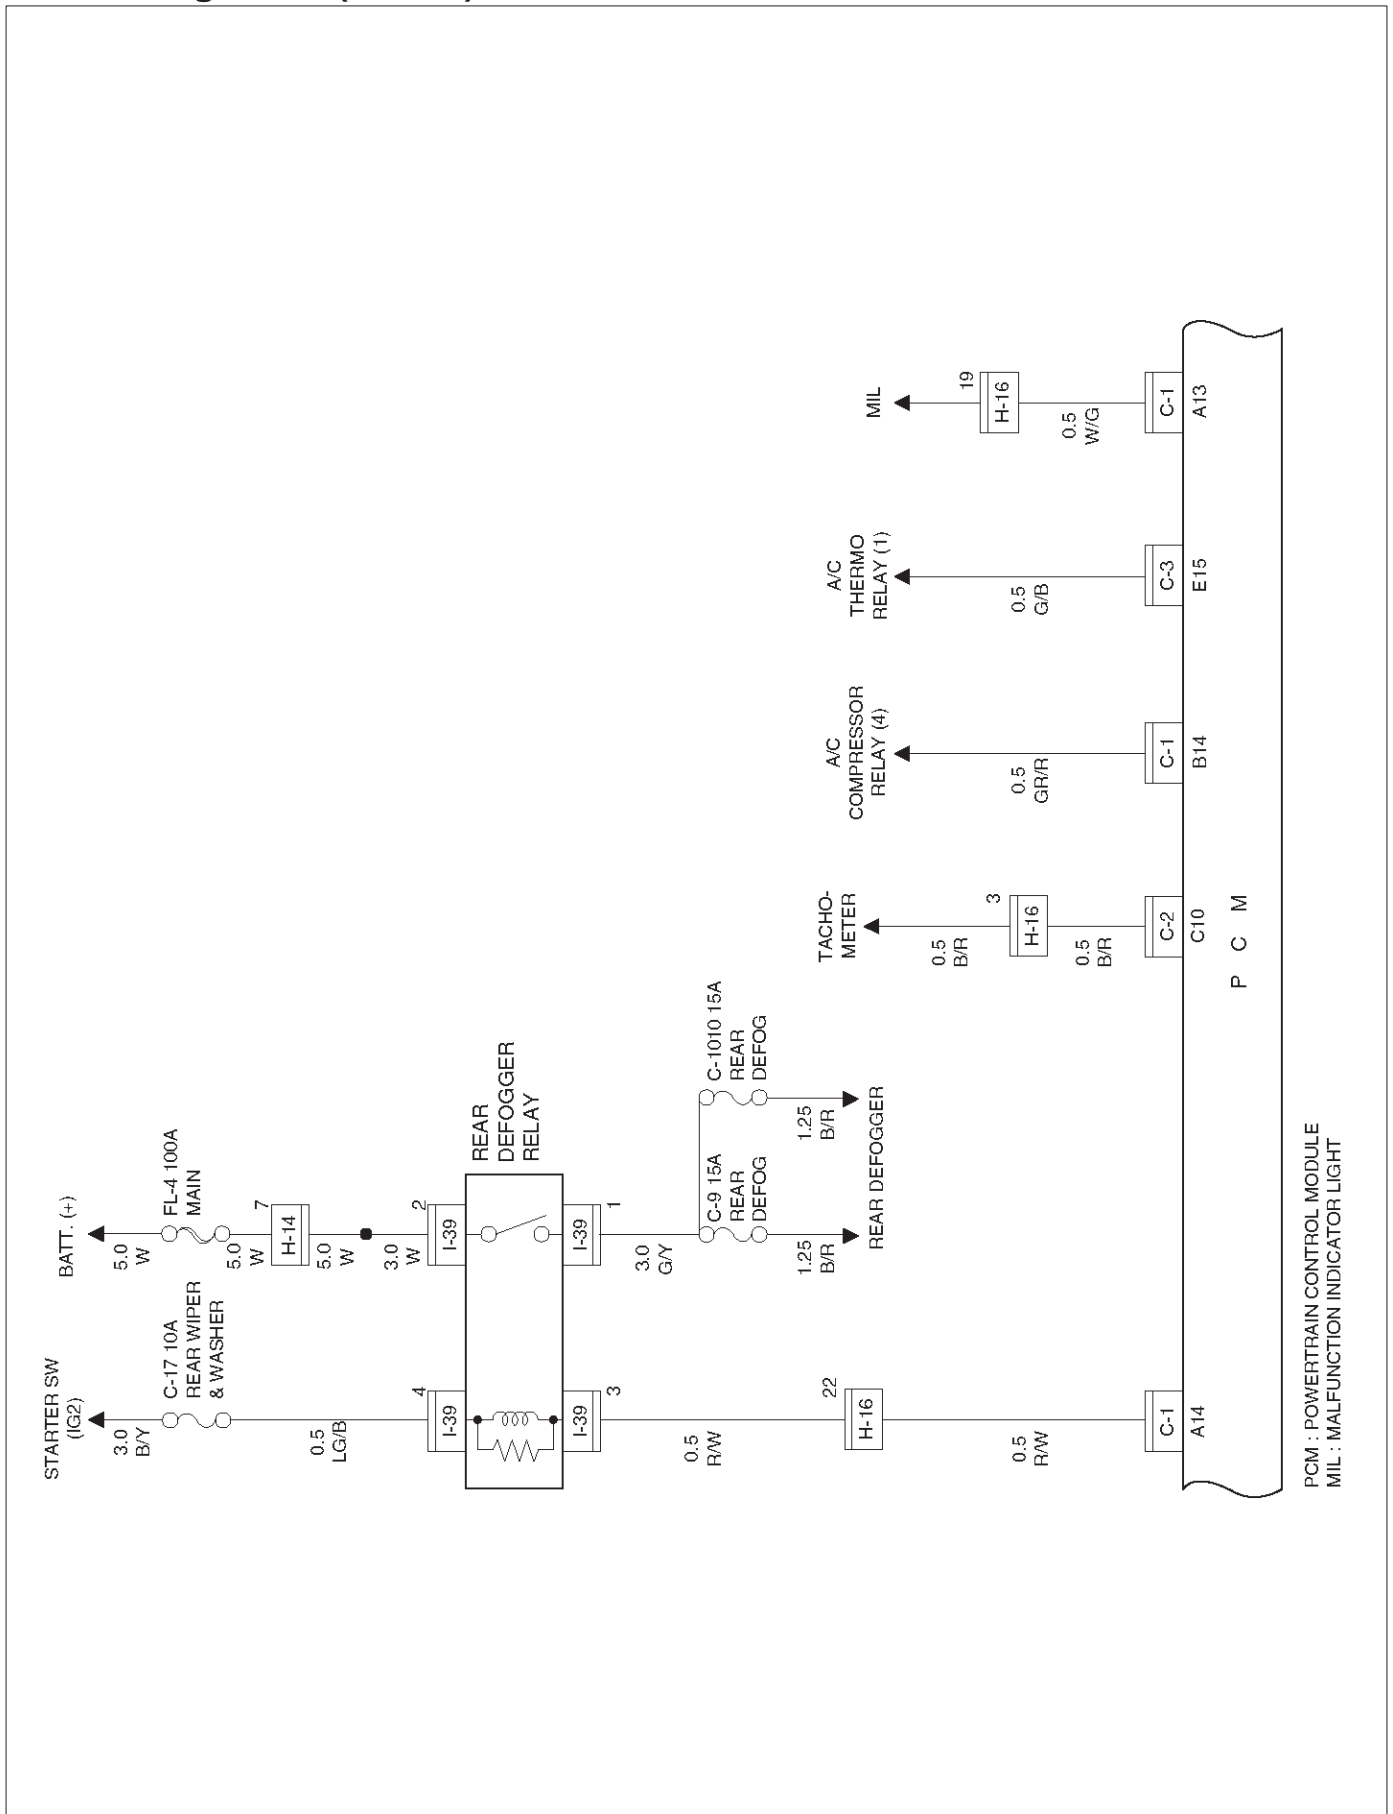 STARTER SW
(IG2)
3.0
B/Y
C-17 10A
REAR WIPER
& WASHER
0.5
LG/B
4
I-39
BATT. (+)
5.0
W
FL-4 100A
MAIN
5.0
W
7
H-14
5.0
W
3.0
W
2
I-39
REAR
DEFOGGER
RELAY
I-39
3
I-39
1
0.5
R/W
22
H-16
0.5
R/W
C-1
A14
3.0
G/Y
C-9 15A
REAR
DEFOG
C-1010 15A
REAR
DEFOG
1.25
B/R
1.25
B/R
REAR DEFOGGER
TACHO-
METER
0.5
B/R
3
H-16
0.5
B/R
C-2
C10
A/C
COMPRESSOR
RELAY (4)
0.5
GR/R
C-1
B14
A/C
THERMO
RELAY (1)
0.5
G/B
C-3
E15
MIL
19
H-16
0.5
W/G
C-1
A13
P C M
PCM : POWERTRAIN CONTROL MODULE
MIL : MALFUNCTION INDICATOR LIGHT